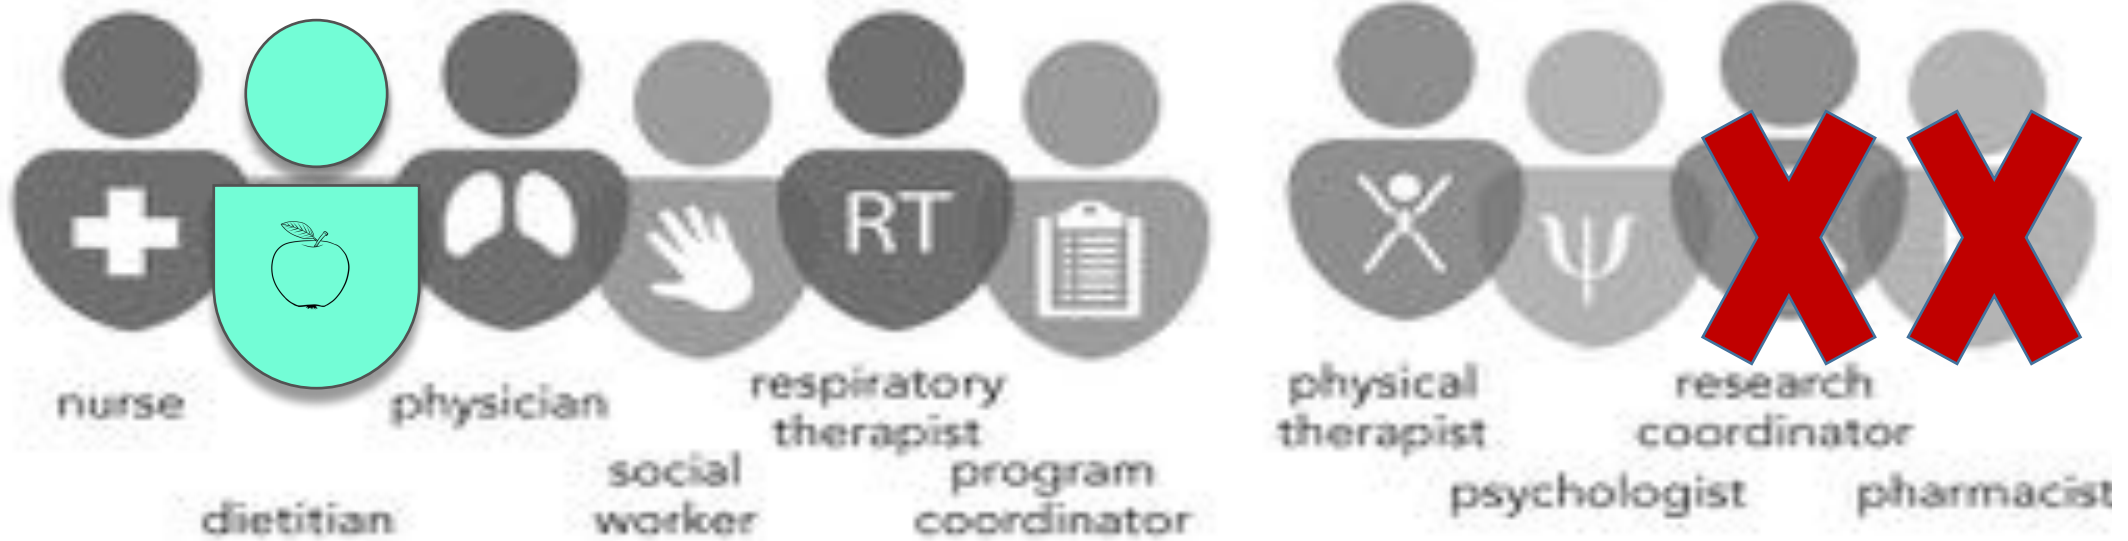 RT
nurse
dietitian
physician
social
worker
respiratory
therapist
program
coordinator
physical
therapist
psychologist
research
coordinator
pharmacist